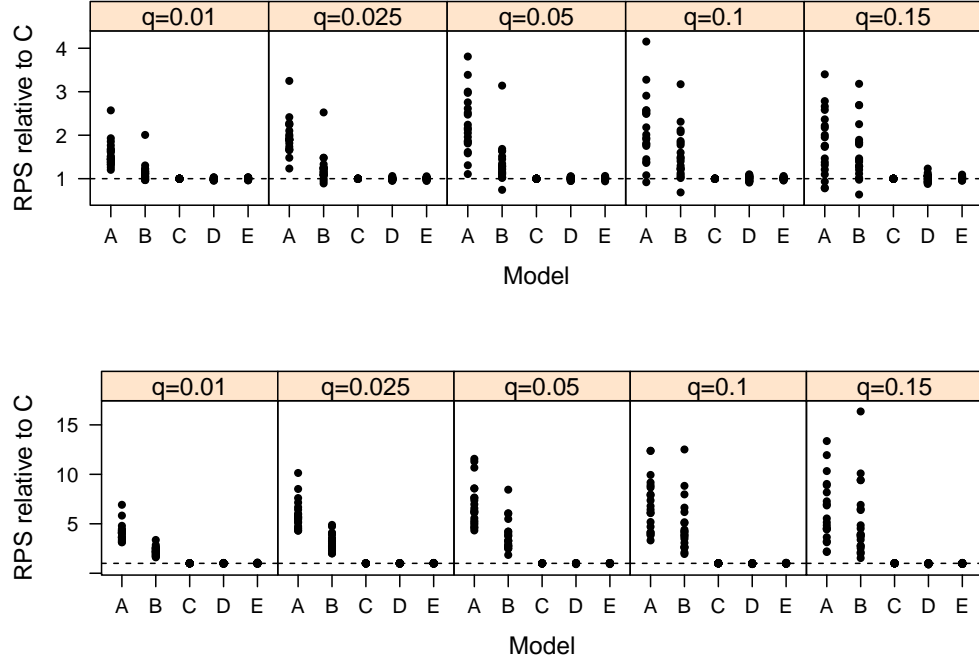 q=0.01 q=0.025 q=0.05 q=0.1 q=0.15
RPS relative to C
4
3
2
1
A B C D E A B C D E A B C D E A B C D E A B C D E
Model
q=0.01 q=0.025 q=0.05 q=0.1 q=0.15
RPS relative to C
15
10
5
A B C D E A B C D E A B C D E A B C D E A B C D E
Model